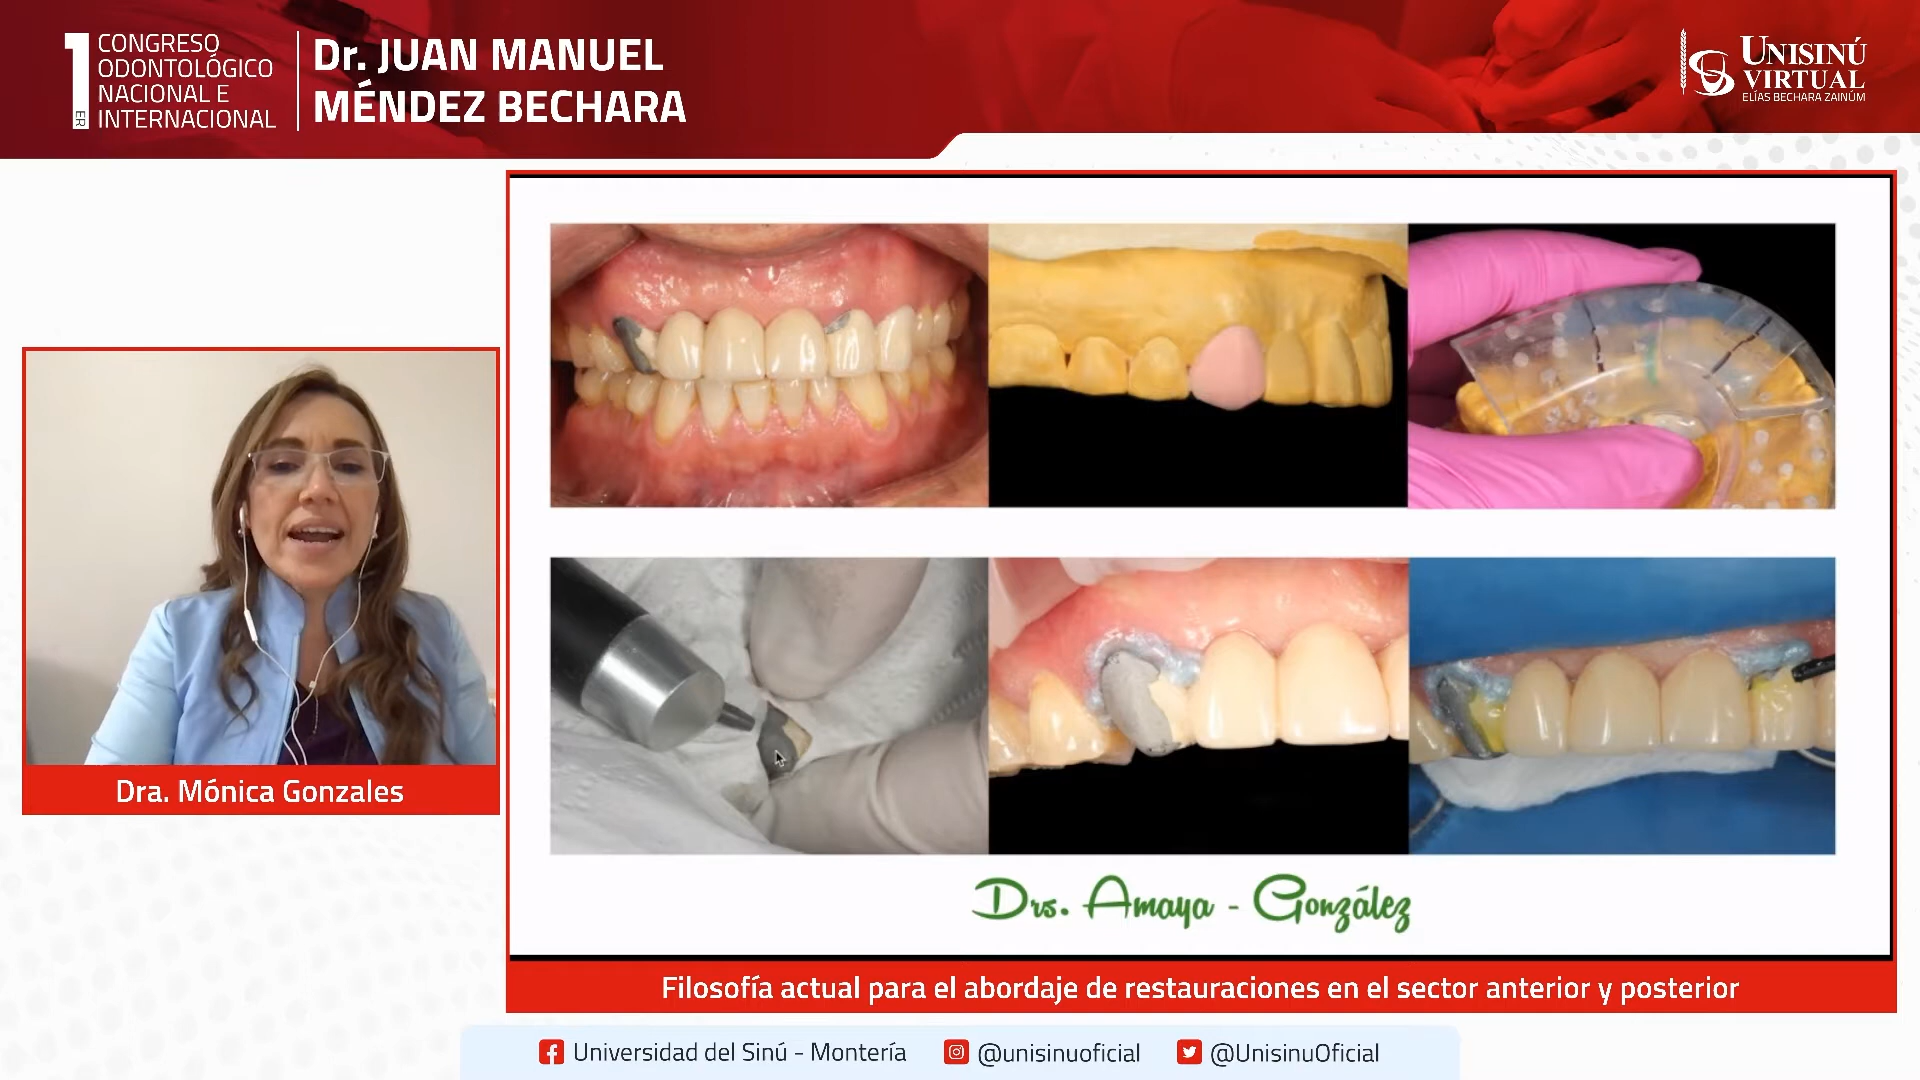 1
ER
CONGRESO
ODONTOLÓGICO
NACIONAL E
INTERNACIONAL
Dr. JUAN MANUEL
MÉNDEZ BECHARA
UNISINÚ
VIRTUAL
ELÍAS BECHARA ZAINÚM
Dra. Mónica Gonzales
Drs. Amaya - González
Filosofía actual para el abordaje de restauraciones en el sector anterior y posterior
Universidad del Sinú - Montería
@unisinuoficial
@UnisinuOficial